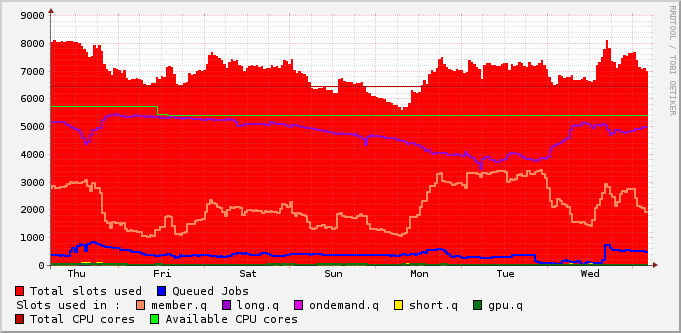 9000
8000
7000
6000
5000
4000
3000
2000
1000
0
Thu Fri Sat Sun Mon Tue Wed
RRDTOOL / TOBI OETIKER
Total slots used Queued Jobs
Slots used in : member.q long.q ondemand.q short.q gpu.q
Total CPU cores Available CPU cores